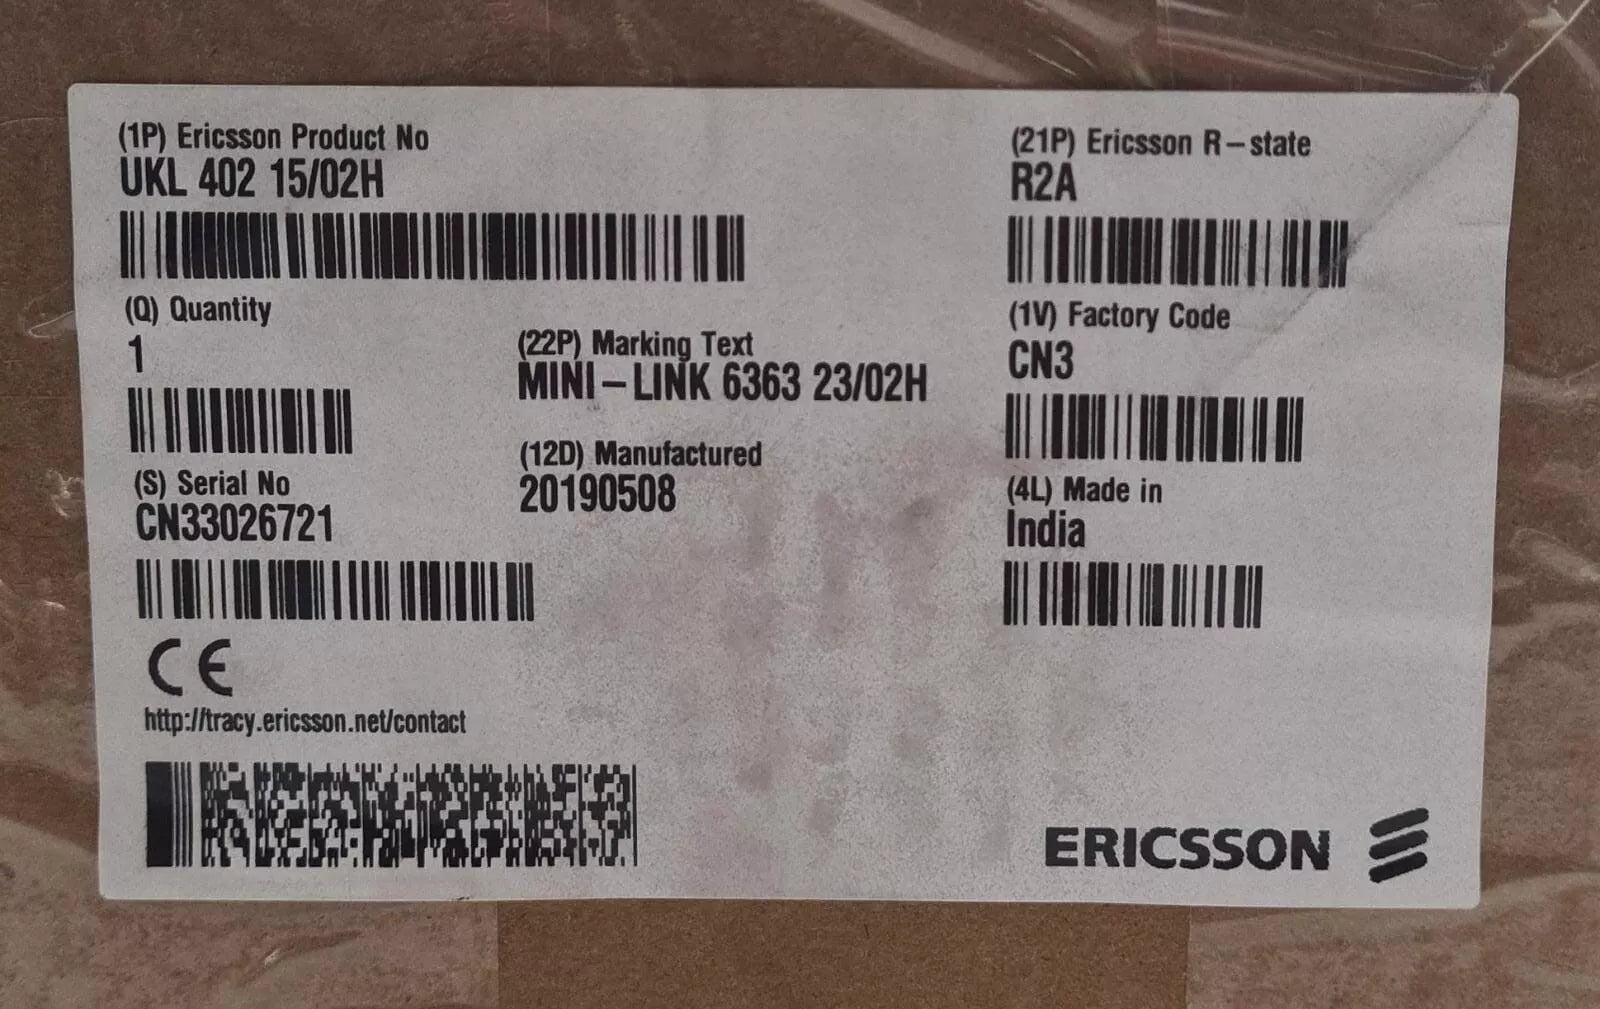 (1P) Ericsson Product No
UKL 402 15/02H
(21P) Ericsson R-state
R2A
(Q) Quantity
1
(22P) Marking Text
MINI-LINK 6363 23/02H
(1V) Factory Code
CN3
(S) Serial No
CN33026721
(12D) Manufactured
20190508
(4L) Made in
India
CE
http://tracy.ericsson.net/contact
ERICSSON